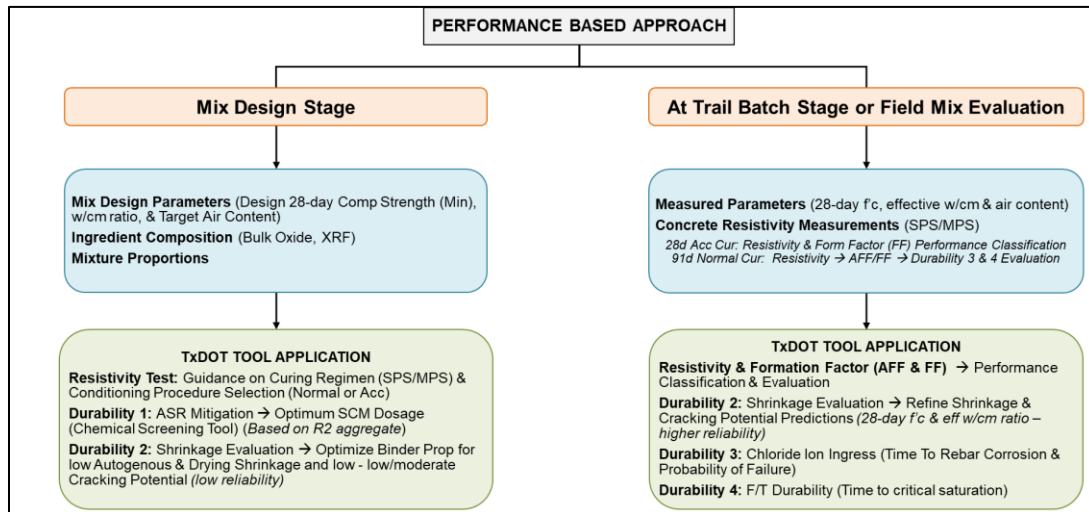 PERFORMANCE BASED APPROACH
Mix Design Stage
Mix Design Parameters (Design 28-day Comp Strength (Min),
w/cm ratio, & Target Air Content)
Ingredient Composition (Bulk Oxide, XRF)
Mixture Proportions
TxDOT TOOL APPLICATION
Resistivity Test: Guidance on Curing Regimen (SPS/MPS) &
Conditioning Procedure Selection (Normal or Acc)
Durability 1: ASR Mitigation → Optimum SCM Dosage
(Chemical Screening Tool) (Based on R2 aggregate)
Durability 2: Shrinkage Evaluation → Optimize Binder Prop for
low Autogenous & Drying Shrinkage and low - low/moderate
Cracking Potential (low reliability)
At Trail Batch Stage or Field Mix Evaluation
Measured Parameters (28-day f'c, effective w/cm & air content)
Concrete Resistivity Measurements (SPS/MPS)
28d Acc Cur: Resistivity & Form Factor (FF) Performance Classification
91d Normal Cur: Resistivity → AFF/FF → Durability 3 & 4 Evaluation
TxDOT TOOL APPLICATION
Resistivity & Formation Factor (AFF & FF) → Performance
Classification & Evaluation
Durability 2: Shrinkage Evaluation → Refine Shrinkage &
Cracking Potential Predictions (28-day f'c & eff w/cm ratio –
higher reliability)
Durability 3: Chloride Ion Ingress (Time To Rebar Corrosion &
Probability of Failure)
Durability 4: F/T Durability (Time to critical saturation)